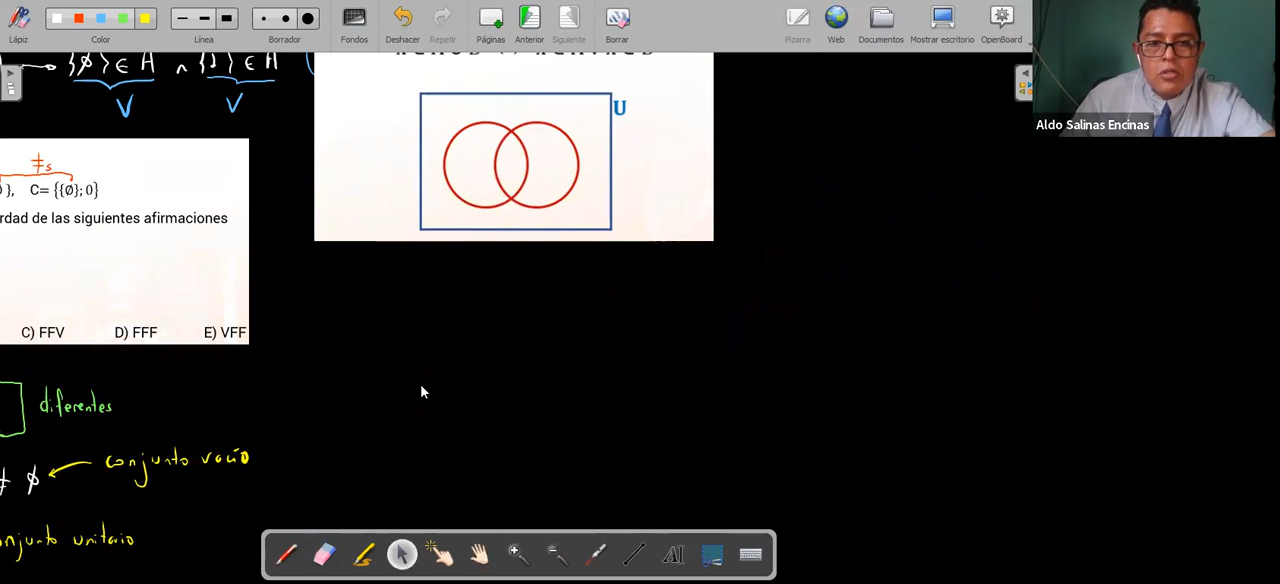 Lápiz
Color
Línea
Borrador
Fondos
Deshacer
Repetir
Páginas
Anterior
Siguiente
Borrar
Pizarra
Web
Documentos
Mostrar escritorio
OpenBoard
Aldo Salinas Encinas
{∅} ∈ A ∧ { } ∈ A
V V
U
≠s
}, C= {{∅}; 0}
rdad de las siguientes afirmaciones
C) FFV D) FFF E) VFF
diferentes
≠ ∅ conjunto vacío
onjunto unitario
AI